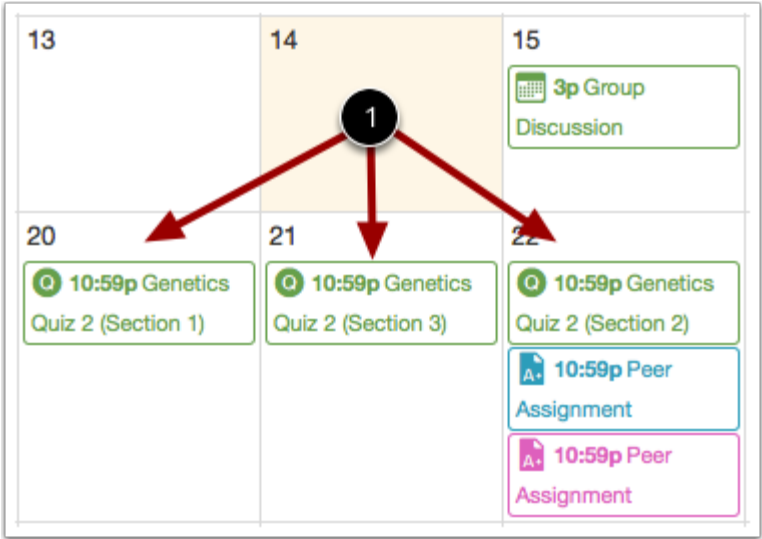 13
14
15
1
3p Group
Discussion
20
21
22
Q 10:59p Genetics
Quiz 2 (Section 1)
Q 10:59p Genetics
Quiz 2 (Section 3)
Q 10:59p Genetics
Quiz 2 (Section 2)
A+ 10:59p Peer
Assignment
A+ 10:59p Peer
Assignment